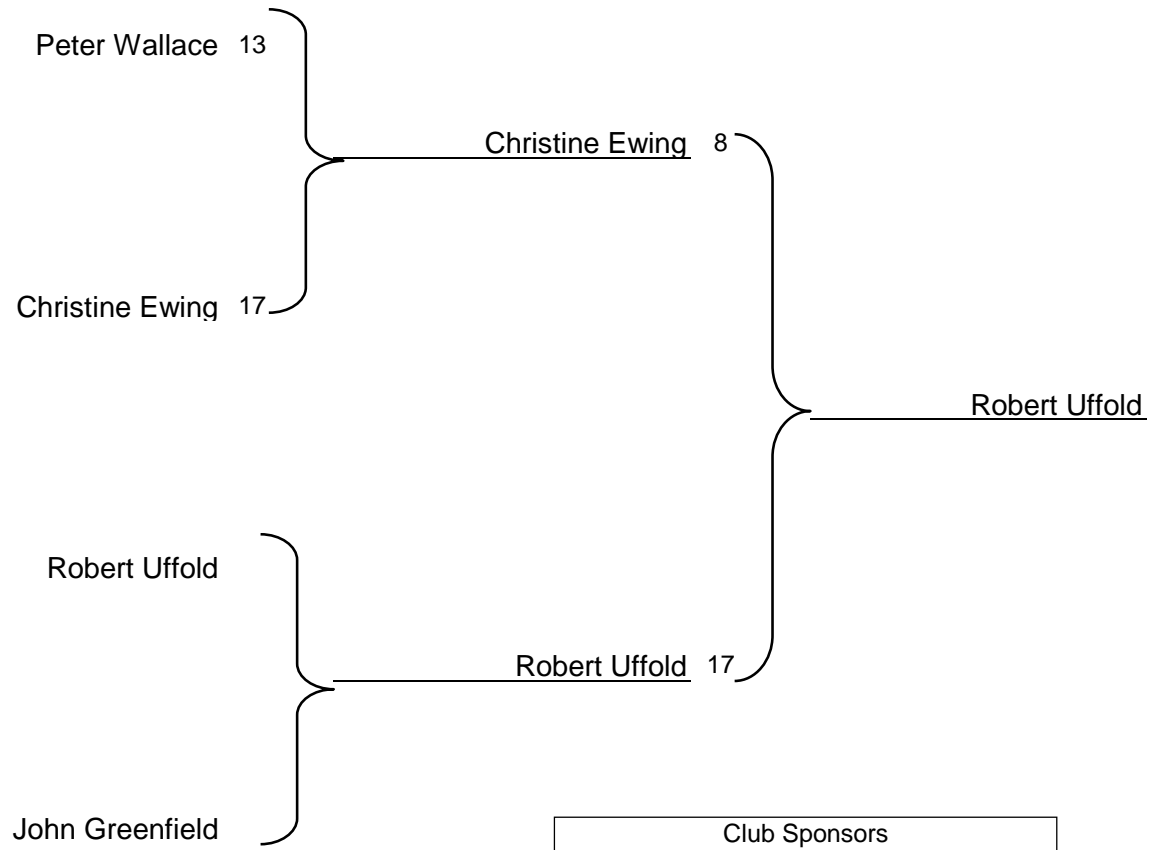 Peter Wallace 13
Christine Ewing 8
Christine Ewing 17
Robert Uffold
Robert Uffold
Robert Uffold 17
John Greenfield
Club Sponsors